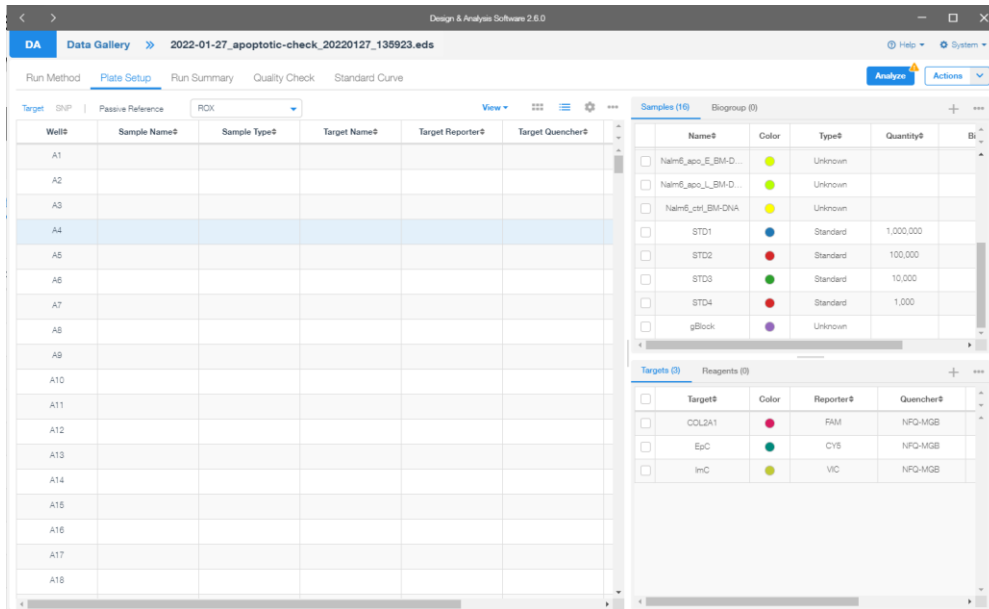 Design & Analysis Software 2.6.0
DA Data Gallery » 2022-01-27_apoptotic-check_20220127_135923.eds Help System
Run Method Plate Setup Run Summary Quality Check Standard Curve Analyze Actions
Target SNP | Passive Reference ROX View
Well Sample Name Sample Type Target Name Target Reporter Target Quencher
A1
A2
A3
A4
A5
A6
A7
A8
A9
A10
A11
A12
A13
A14
A15
A16
A17
A18
Samples (16) Biogroup (0)
Name Color Type Quantity Bi
Nalm6_apo_E_BM-D... Unknown
Nalm6_apo_L_BM-D... Unknown
Nalm6_ctrl_BM-DNA Unknown
STD1 Standard 1,000,000
STD2 Standard 100,000
STD3 Standard 10,000
STD4 Standard 1,000
gBlock Unknown
Targets (3) Reagents (0)
Target Color Reporter Quencher
COL2A1 FAM NFQ-MGB
EpC CY5 NFQ-MGB
ImC VIC NFQ-MGB